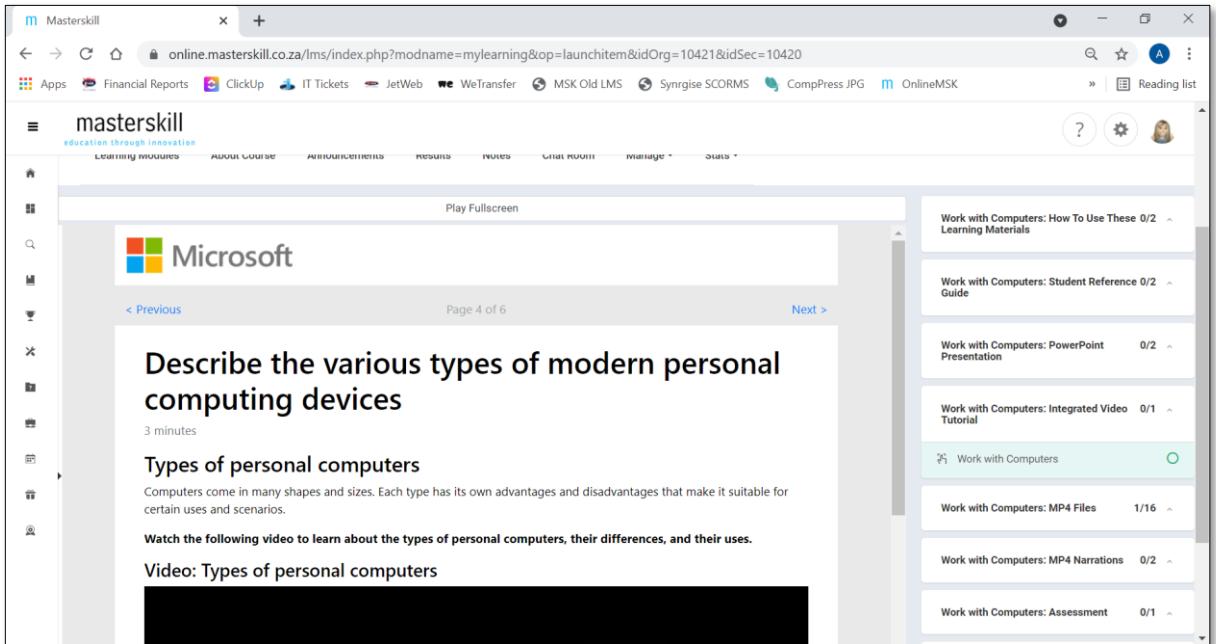 Masterskill
online.masterskill.co.za/lms/index.php?modname=mylearning&op=launchitem&idOrg=10421&idSec=10420
A
Apps Financial Reports ClickUp IT Tickets JetWeb WeTransfer MSK Old LMS Synrgise SCORMS CompPress JPG OnlineMSK » Reading list
masterskill
education through innovation
?
Learning Modules About Course Announcements Results Notes Chat Room Manage Stats
Play Fullscreen
Microsoft
< Previous Page 4 of 6 Next >
Describe the various types of modern personal
computing devices
3 minutes
Types of personal computers
Computers come in many shapes and sizes. Each type has its own advantages and disadvantages that make it suitable for
certain uses and scenarios.
Watch the following video to learn about the types of personal computers, their differences, and their uses.
Video: Types of personal computers
Work with Computers: How To Use These 0/2
Learning Materials
Work with Computers: Student Reference 0/2
Guide
Work with Computers: PowerPoint 0/2
Presentation
Work with Computers: Integrated Video 0/1
Tutorial
Work with Computers
Work with Computers: MP4 Files 1/16
Work with Computers: MP4 Narrations 0/2
Work with Computers: Assessment 0/1